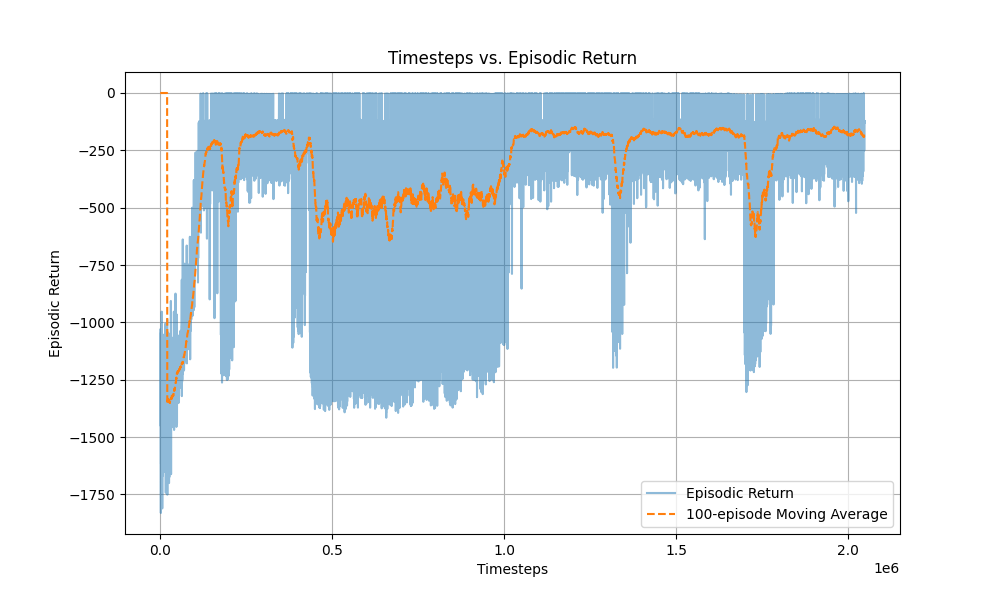 Timesteps vs. Episodic Return
Episodic Return
0
−250
−500
−750
−1000
−1250
−1500
−1750
0.0
0.5
1.0
1.5
2.0
1e6
Timesteps
Episodic Return
100-episode Moving Average